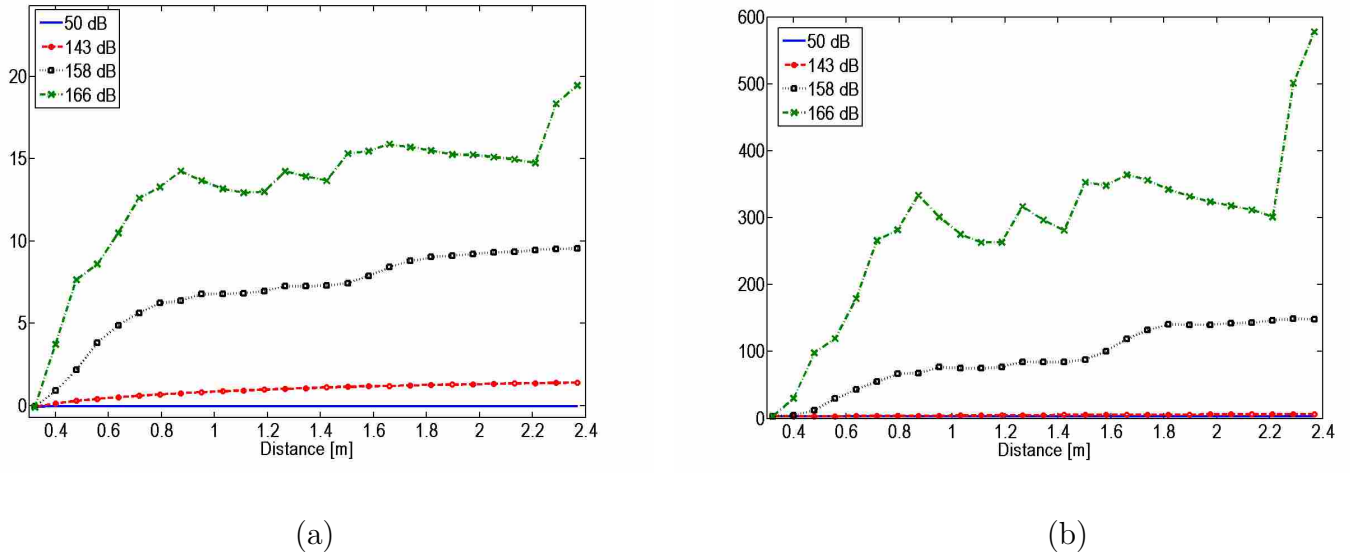 50 dB
143 dB
158 dB
166 dB
20
15
10
5
0
0.4 0.6 0.8 1 1.2 1.4 1.6 1.8 2 2.2 2.4
Distance [m]
(a)
600
500
400
300
200
100
0
50 dB
143 dB
158 dB
166 dB
0.4 0.6 0.8 1 1.2 1.4 1.6 1.8 2 2.2 2.4
Distance [m]
(b)